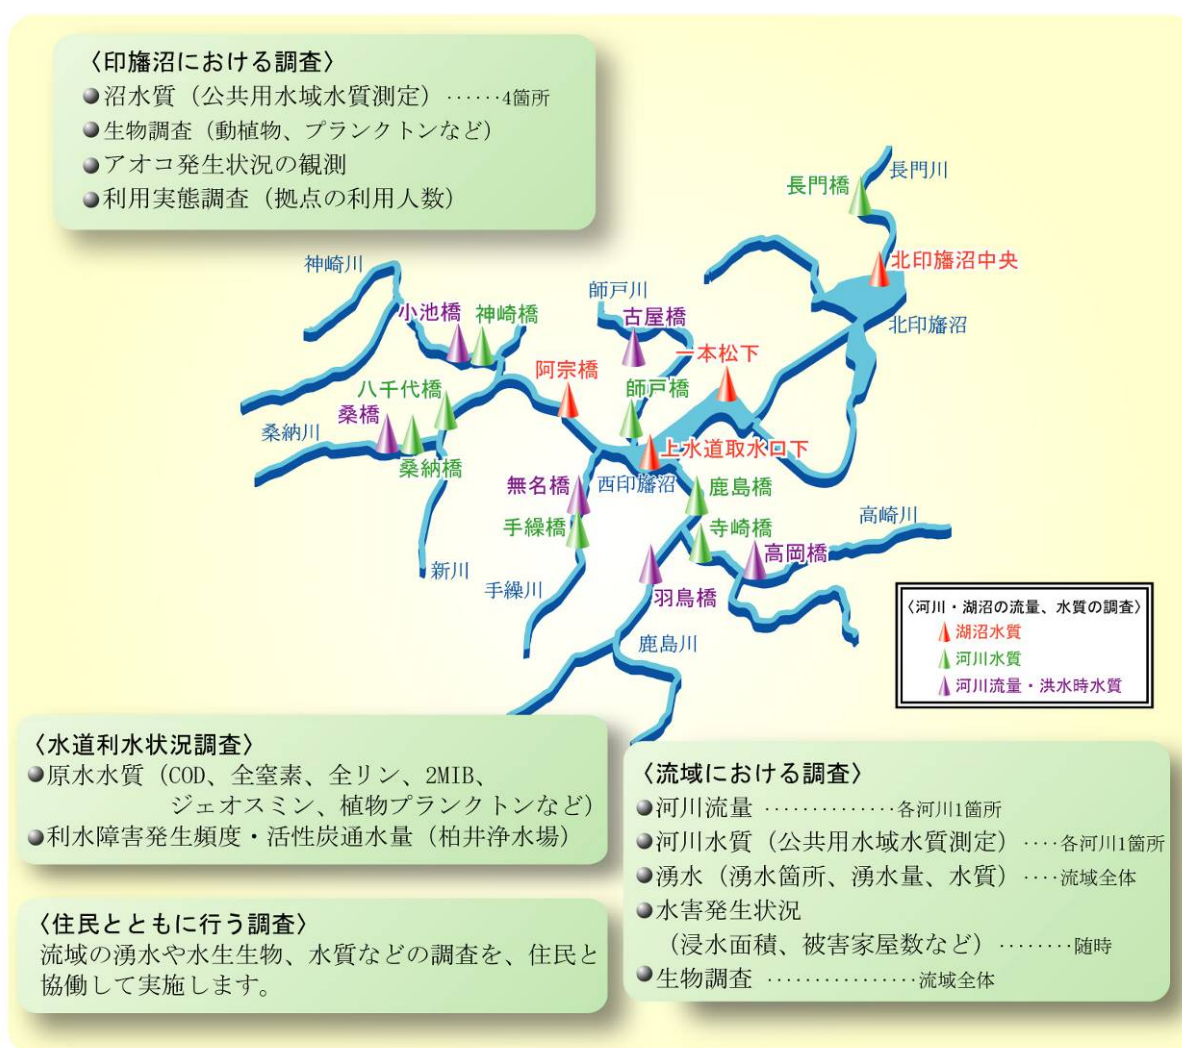 〈印旛沼における調査〉
●沼水質（公共用水域水質測定）‥‥‥4箇所
●生物調査（動植物、プランクトンなど）
●アオコ発生状況の観測
●利用実態調査（拠点の利用人数）
長門川
長門橋
北印旛沼中央
北印旛沼
神崎川
小池橋
神崎橋
師戸川
古屋橋
一本松下
阿宗橋
師戸橋
八千代橋
桑橋
桑納川
桑納橋
上水道取水口下
西印旛沼
無名橋
鹿島橋
手繰橋
寺崎橋
高崎川
高岡橋
新川
手繰川
羽鳥橋
鹿島川
〈河川・湖沼の流量、水質の調査〉
湖沼水質
河川水質
河川流量・洪水時水質
〈水道利水状況調査〉
●原水水質（COD、全窒素、全リン、2MIB、
ジェオスミン、植物プランクトンなど）
●利水障害発生頻度・活性炭通水量（柏井浄水場）
〈住民とともに行う調査〉
流域の湧水や水生生物、水質などの調査を、住民と
協働して実施します。
〈流域における調査〉
●河川流量 ‥‥‥‥‥‥‥各河川1箇所
●河川水質（公共用水域水質測定）‥‥各河川1箇所
●湧水（湧水箇所、湧水量、水質）‥‥流域全体
●水害発生状況
（浸水面積、被害家屋数など）‥‥‥‥随時
●生物調査 ‥‥‥‥‥‥‥‥流域全体